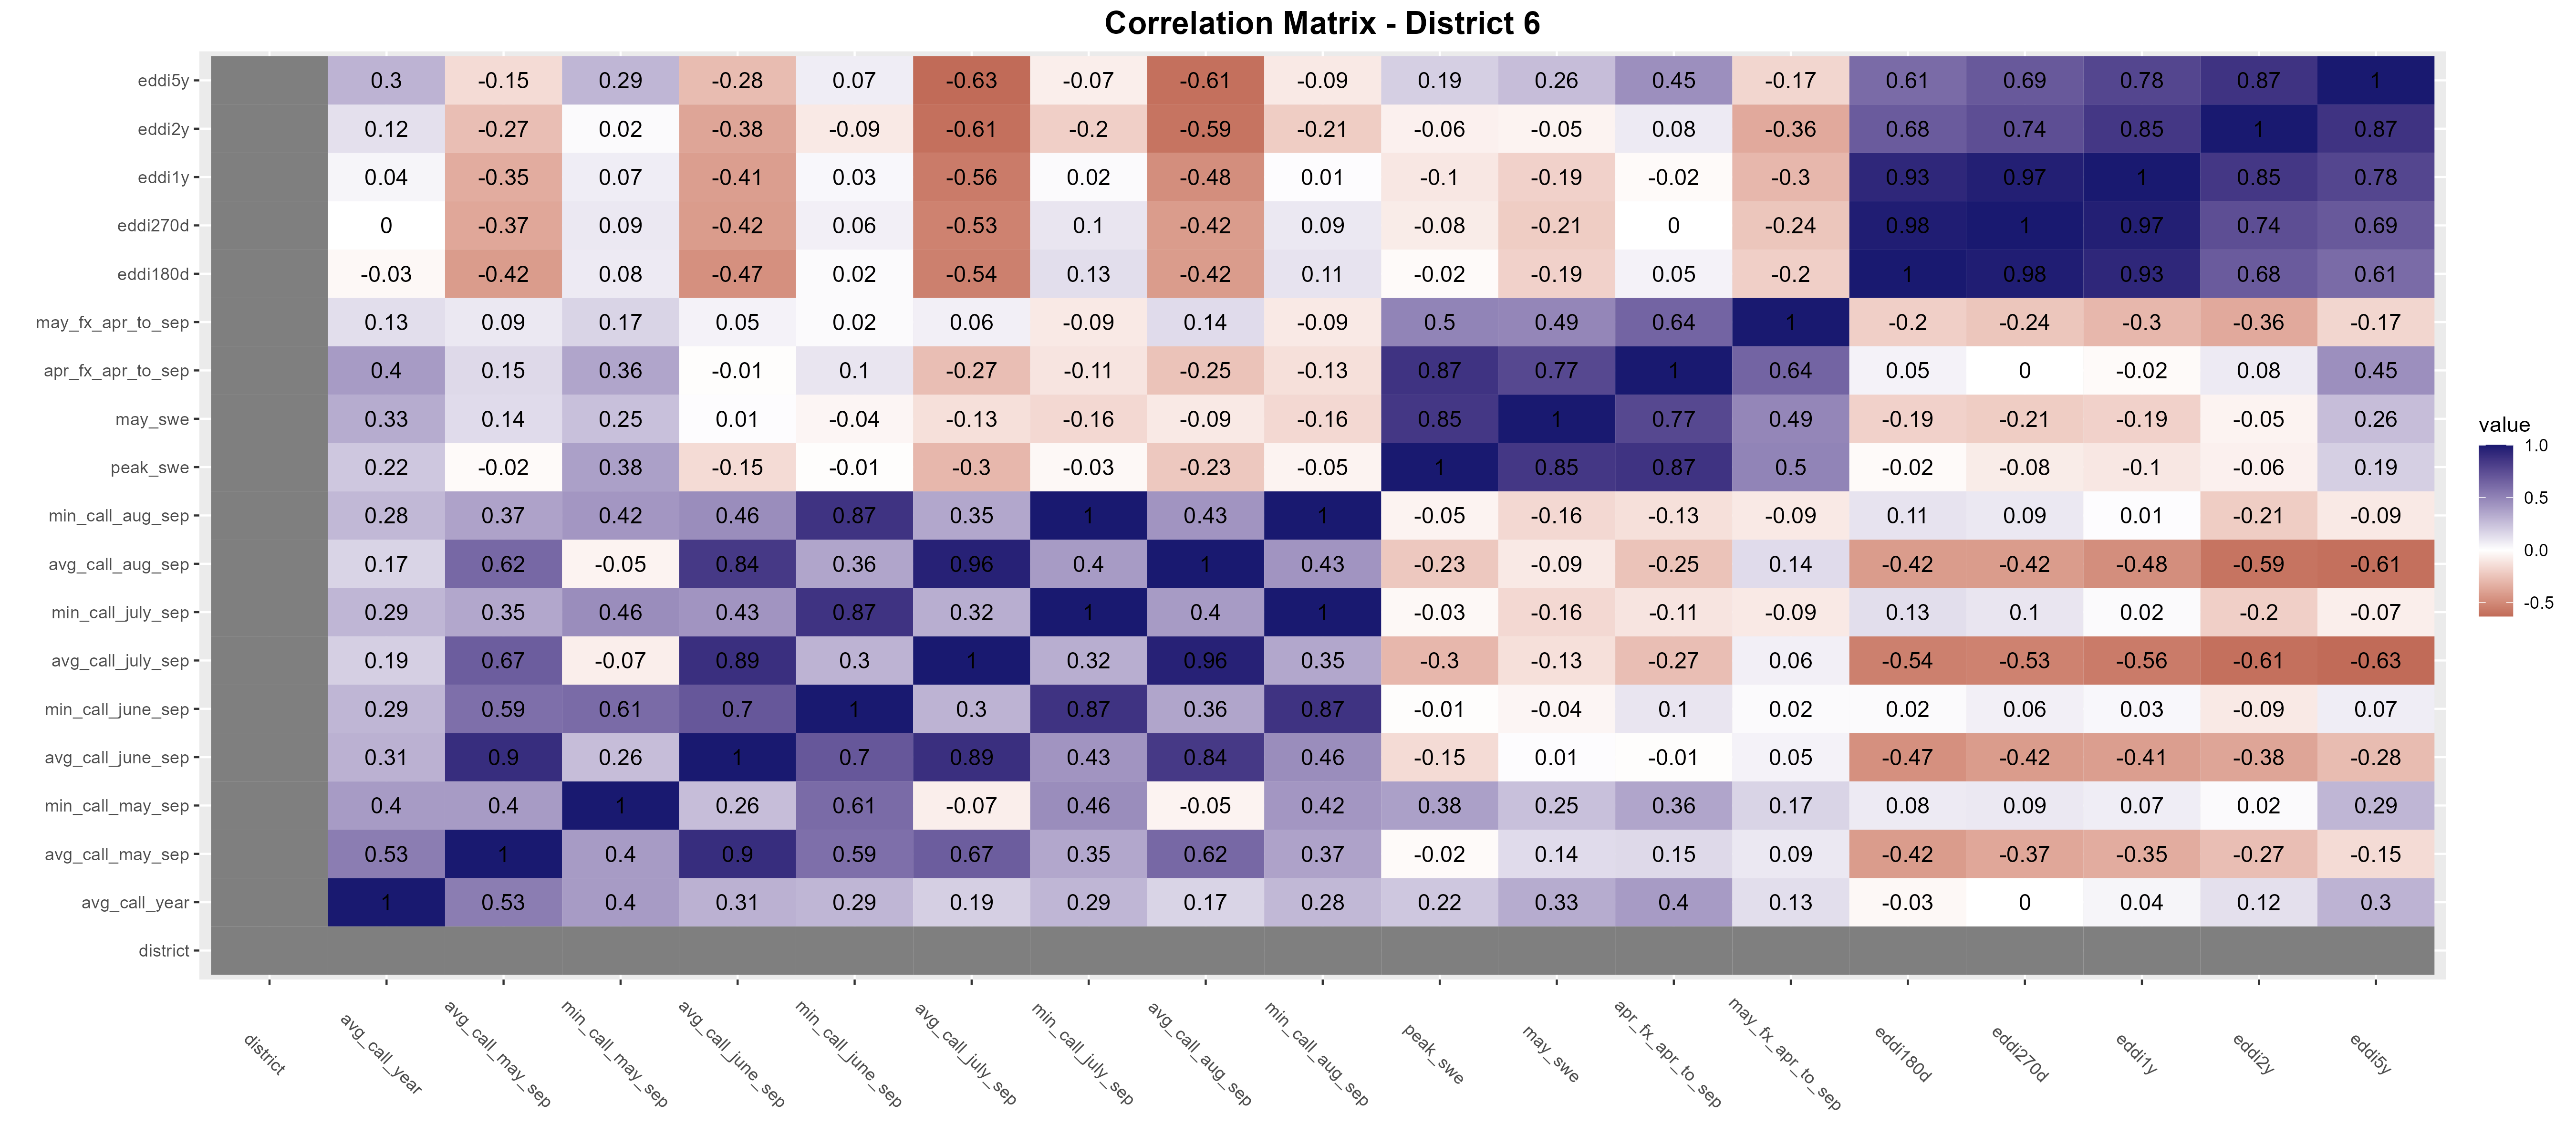 Correlation Matrix - District 6
eddi5y 0.3 -0.15 0.29 -0.28 0.07 -0.63 -0.07 -0.61 -0.09 0.19 0.26 0.45 -0.17 0.61 0.69 0.78 0.87 1
eddi2y 0.12 -0.27 0.02 -0.38 -0.09 -0.61 -0.2 -0.59 -0.21 -0.06 -0.05 0.08 -0.36 0.68 0.74 0.85 1 0.87
eddi1y 0.04 -0.35 0.07 -0.41 0.03 -0.56 0.02 -0.48 0.01 -0.1 -0.19 -0.02 -0.3 0.93 0.97 1 0.85 0.78
eddi270d 0 -0.37 0.09 -0.42 0.06 -0.53 0.1 -0.42 0.09 -0.08 -0.21 0 -0.24 0.98 1 0.97 0.74 0.69
eddi180d -0.03 -0.42 0.08 -0.47 0.02 -0.54 0.13 -0.42 0.11 -0.02 -0.19 0.05 -0.2 1 0.98 0.93 0.68 0.61
may_fx_apr_to_sep 0.13 0.09 0.17 0.05 0.02 0.06 -0.09 0.14 -0.09 0.5 0.49 0.64 1 -0.2 -0.24 -0.3 -0.36 -0.17
apr_fx_apr_to_sep 0.4 0.15 0.36 -0.01 0.1 -0.27 -0.11 -0.25 -0.13 0.87 0.77 1 0.64 0.05 0 -0.02 0.08 0.45
may_swe 0.33 0.14 0.25 0.01 -0.04 -0.13 -0.16 -0.09 -0.16 0.85 1 0.77 0.49 -0.19 -0.21 -0.19 -0.05 0.26
peak_swe 0.22 -0.02 0.38 -0.15 -0.01 -0.3 -0.03 -0.23 -0.05 1 0.85 0.87 0.5 -0.02 -0.08 -0.1 -0.06 0.19
min_call_aug_sep 0.28 0.37 0.42 0.46 0.87 0.35 1 0.43 1 -0.05 -0.16 -0.13 -0.09 0.11 0.09 0.01 -0.21 -0.09
avg_call_aug_sep 0.17 0.62 -0.05 0.84 0.36 0.96 0.4 1 0.43 -0.23 -0.09 -0.25 0.14 -0.42 -0.42 -0.48 -0.59 -0.61
min_call_july_sep 0.29 0.35 0.46 0.43 0.87 0.32 1 0.4 1 -0.03 -0.16 -0.11 -0.09 0.13 0.1 0.02 -0.2 -0.07
avg_call_july_sep 0.19 0.67 -0.07 0.89 0.3 1 0.32 0.96 0.35 -0.3 -0.13 -0.27 0.06 -0.54 -0.53 -0.56 -0.61 -0.63
min_call_june_sep 0.29 0.59 0.61 0.7 1 0.3 0.87 0.36 0.87 -0.01 -0.04 0.1 0.02 0.02 0.06 0.03 -0.09 0.07
avg_call_june_sep 0.31 0.9 0.26 1 0.7 0.89 0.43 0.84 0.46 -0.15 0.01 -0.01 0.05 -0.47 -0.42 -0.41 -0.38 -0.28
min_call_may_sep 0.4 0.4 1 0.26 0.61 -0.07 0.46 -0.05 0.42 0.38 0.25 0.36 0.17 0.08 0.09 0.07 0.02 0.29
avg_call_may_sep 0.53 1 0.4 0.9 0.59 0.67 0.35 0.62 0.37 -0.02 0.14 0.15 0.09 -0.42 -0.37 -0.35 -0.27 -0.15
avg_call_year 1 0.53 0.4 0.31 0.29 0.19 0.29 0.17 0.28 0.22 0.33 0.4 0.13 -0.03 0 0.04 0.12 0.3
district
district avg_call_year avg_call_may_sep min_call_may_sep avg_call_june_sep min_call_june_sep avg_call_july_sep min_call_july_sep avg_call_aug_sep min_call_aug_sep peak_swe may_swe apr_fx_apr_to_sep may_fx_apr_to_sep eddi180d eddi270d eddi1y eddi2y eddi5y
value
1.0
0.5
0.0
-0.5